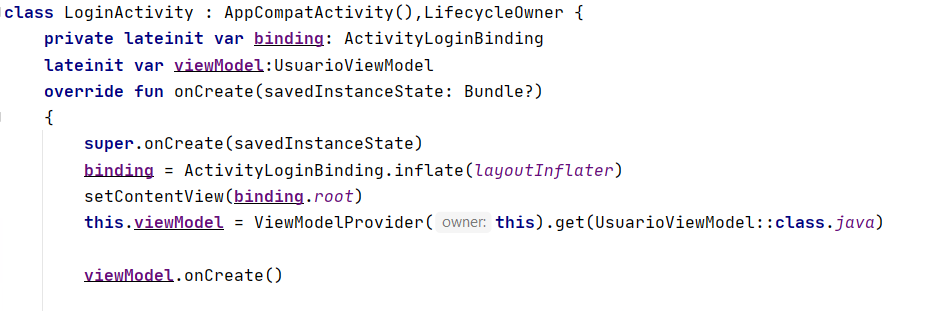 class LoginActivity : AppCompatActivity(),LifecycleOwner {
    private lateinit var binding: ActivityLoginBinding
    lateinit var viewModel:UsuarioViewModel
    override fun onCreate(savedInstanceState: Bundle?)
    {
        super.onCreate(savedInstanceState)
        binding = ActivityLoginBinding.inflate(layoutInflater)
        setContentView(binding.root)
        this.viewModel = ViewModelProvider( owner: this).get(UsuarioViewModel::class.java)
        viewModel.onCreate()